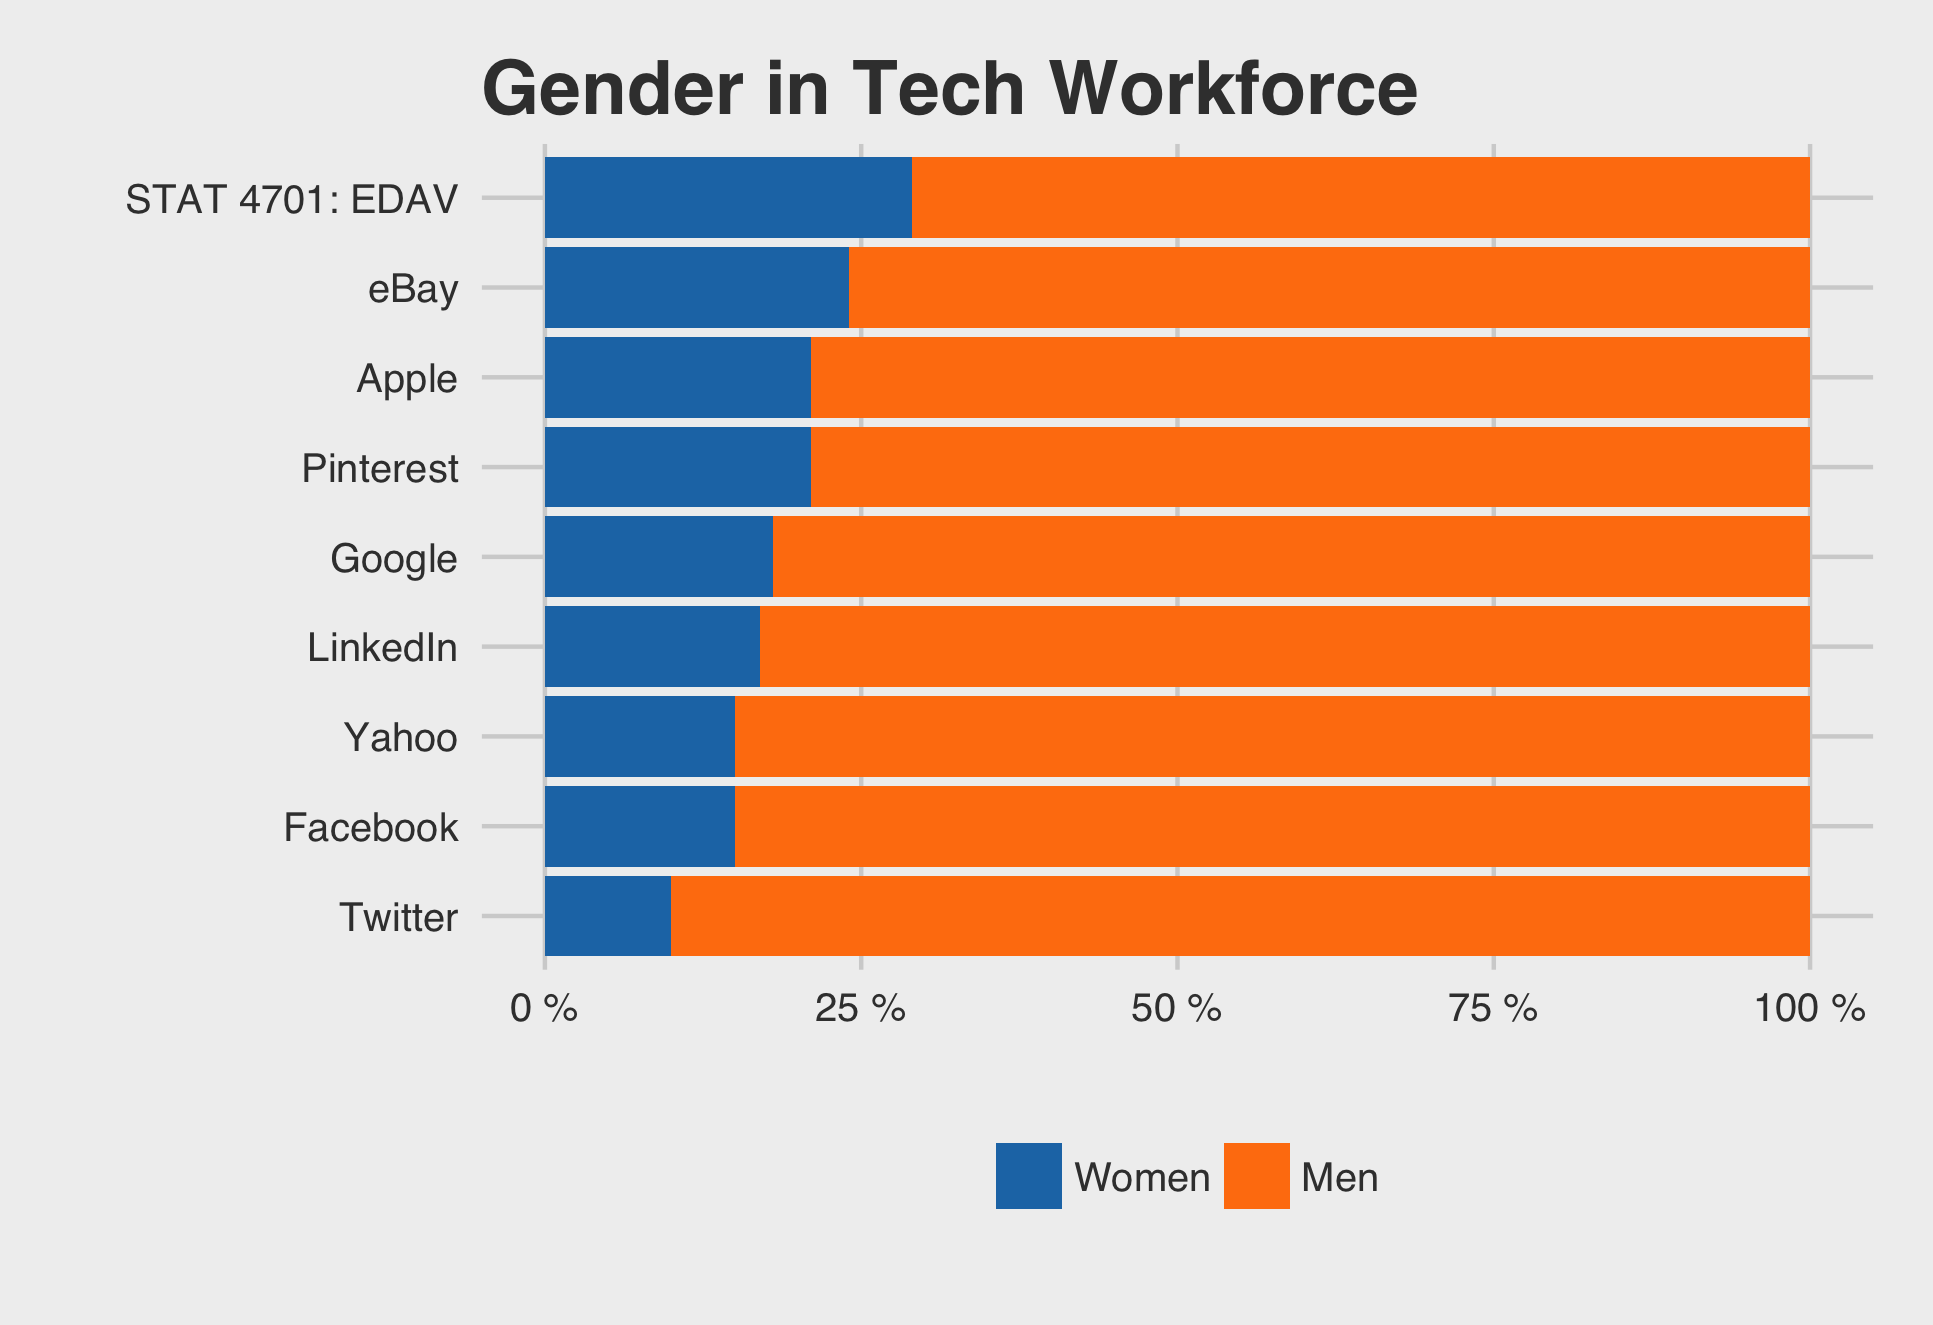 Gender in Tech Workforce
STAT 4701: EDAV
eBay
Apple
Pinterest
Google
LinkedIn
Yahoo
Facebook
Twitter
0 % 25 % 50 % 75 % 100 %
Women Men